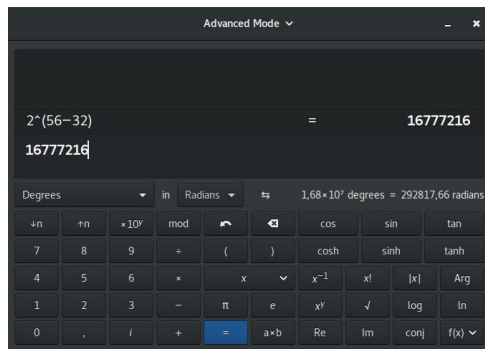 Advanced Mode
2^(56−32) = 16777216
16777216
Degrees in Radians 1,68×10⁷ degrees = 292817,66 radians
↓n ↑n ×10ʸ mod cos sin tan
7 8 9 ÷ ( ) cosh sinh tanh
4 5 6 × x x⁻¹ x! |x| Arg
1 2 3 − π e xʸ √ log ln
0 , i + = a×b Re Im conj f(x)